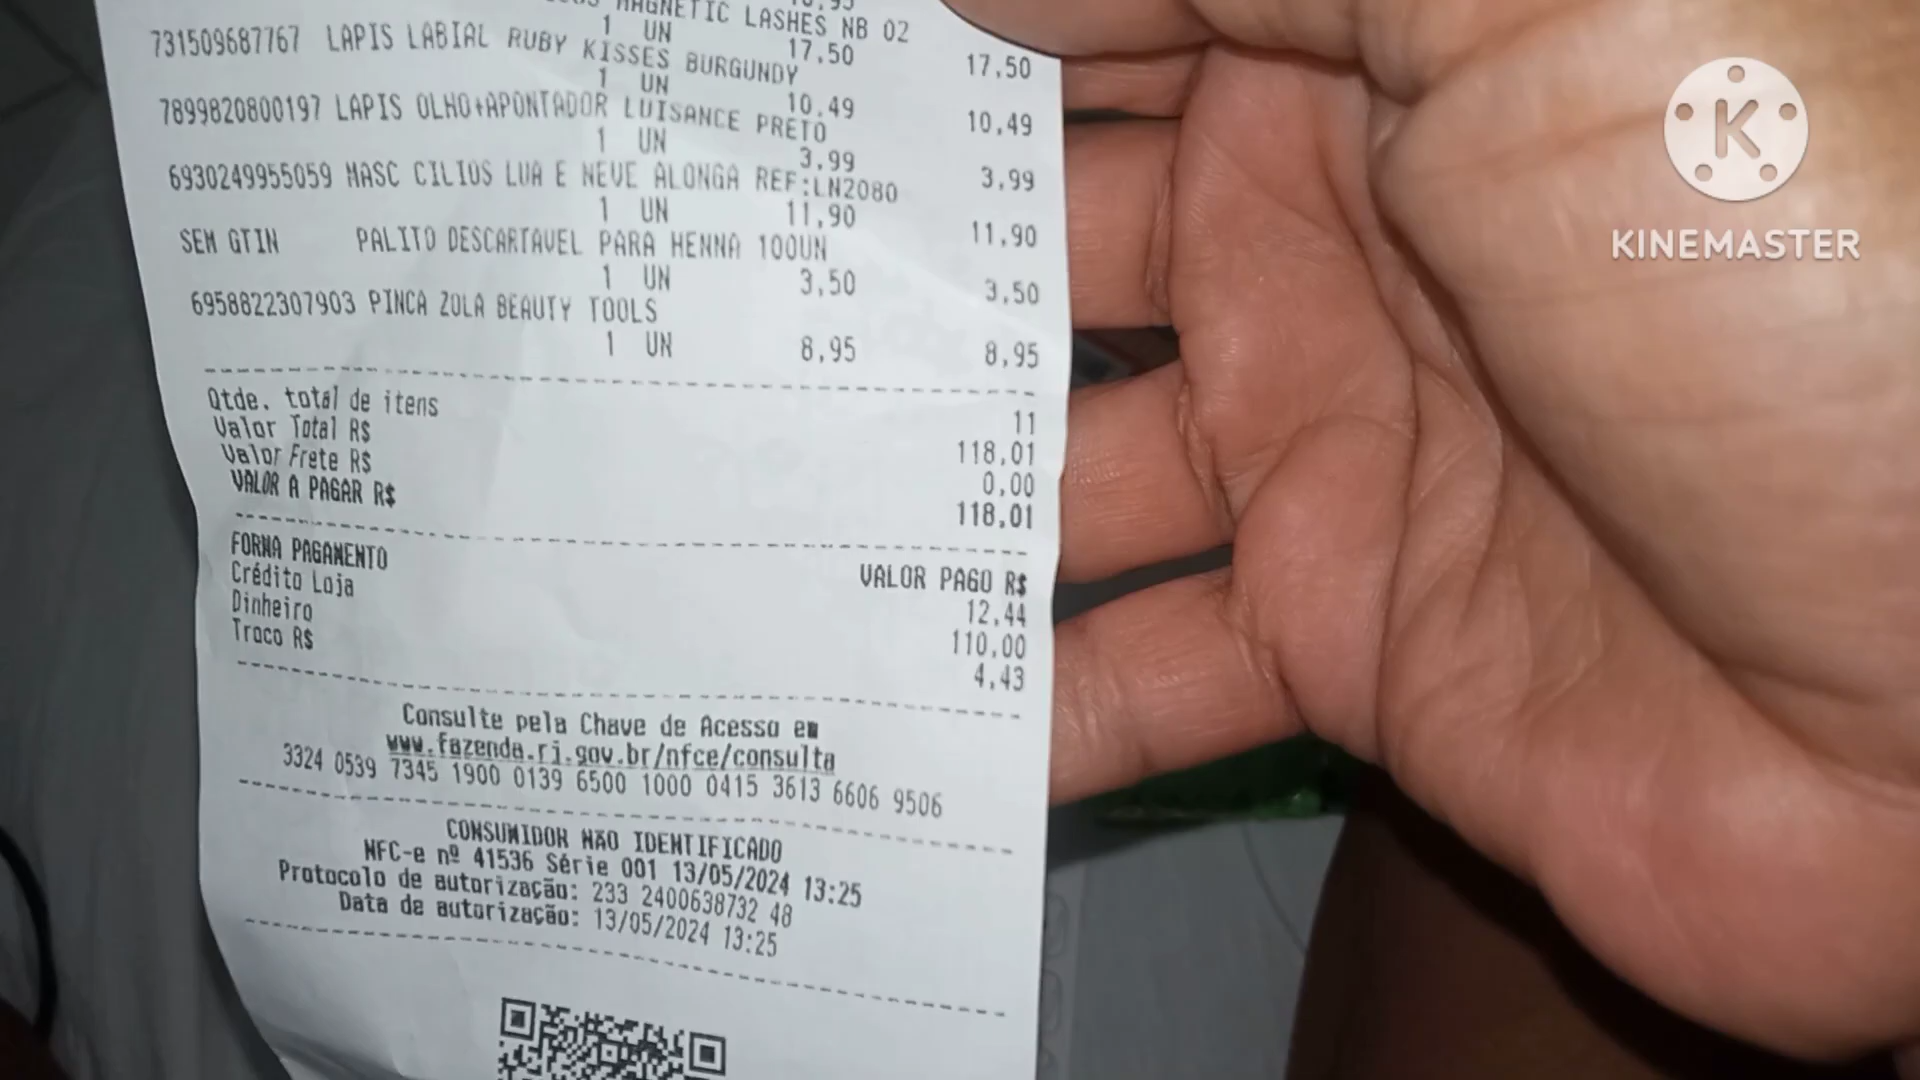 MAGNETIC LASHES NB 02
1 UN 17,50 17,50
731509687767 LAPIS LABIAL RUBY KISSES BURGUNDY
1 UN 10,49 10,49
7899820800197 LAPIS OLHO+APONTADOR LUISANCE PRETO
1 UN 3,99 3,99
6930249955059 MASC CILIOS LUA E NEVE ALONGA REF:LN2080
1 UN 11,90 11,90
SEM GTIN PALITO DESCARTAVEL PARA HENNA 100UN
1 UN 3,50 3,50
6958822307903 PINCA ZOLA BEAUTY TOOLS
1 UN 8,95 8,95
Qtde. total de itens 11
Valor Total R$ 118,01
Valor Frete R$ 0,00
VALOR A PAGAR R$ 118,01
FORMA PAGAMENTO VALOR PAGO R$
Crédito Loja 12,44
Dinheiro 110,00
Troco R$ 4,43
Consulte pela Chave de Acesso em
www.fazenda.rj.gov.br/nfce/consulta
3324 0539 7345 1900 0139 6500 1000 0415 3613 6606 9506
CONSUMIDOR NÃO IDENTIFICADO
NFC-e nº 41536 Série 001 13/05/2024 13:25
Protocolo de autorização: 233 2400638732 48
Data de autorização: 13/05/2024 13:25
K
KINEMASTER